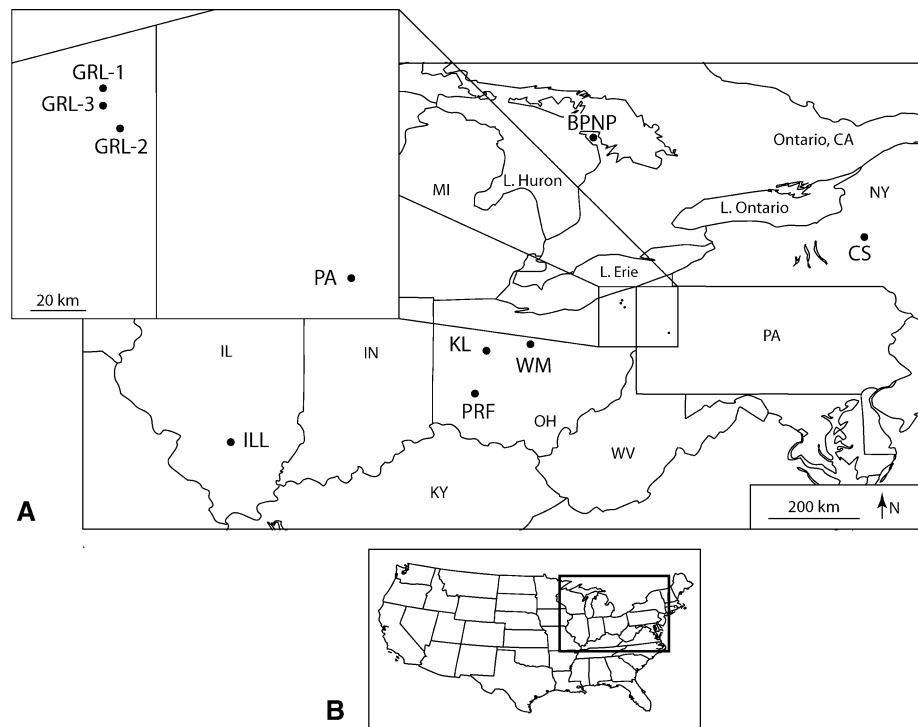 GRL-1
GRL-3
GRL-2
PA
20 km
BPNP
Ontario, CA
MI
L. Huron
NY
L. Ontario
CS
L. Erie
PA
IL
IN
KL
WM
PRF
OH
ILL
WV
KY
A
200 km
N
B